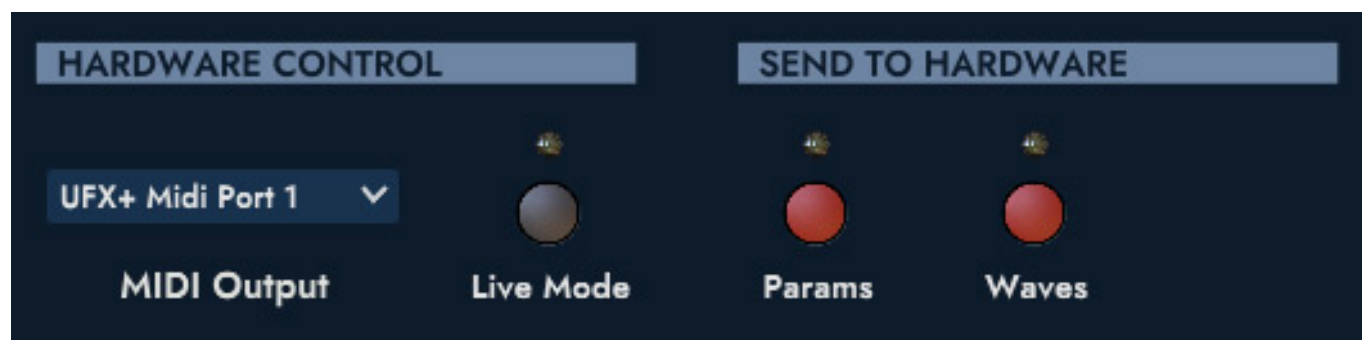 HARDWARE CONTROL
SEND TO HARDWARE
UFX+ Midi Port 1
MIDI Output
Live Mode
Params
Waves